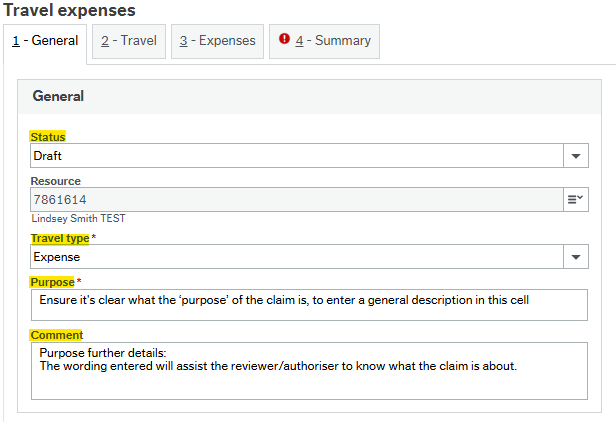 Travel expenses
1 - General 2 - Travel 3 - Expenses ! 4 - Summary
General
Status
Draft
Resource
7861614
Lindsey Smith TEST
Travel type*
Expense
Purpose*
Ensure it's clear what the ‘purpose’ of the claim is, to enter a general description in this cell
Comment
Purpose further details:
The wording entered will assist the reviewer/authoriser to know what the claim is about.